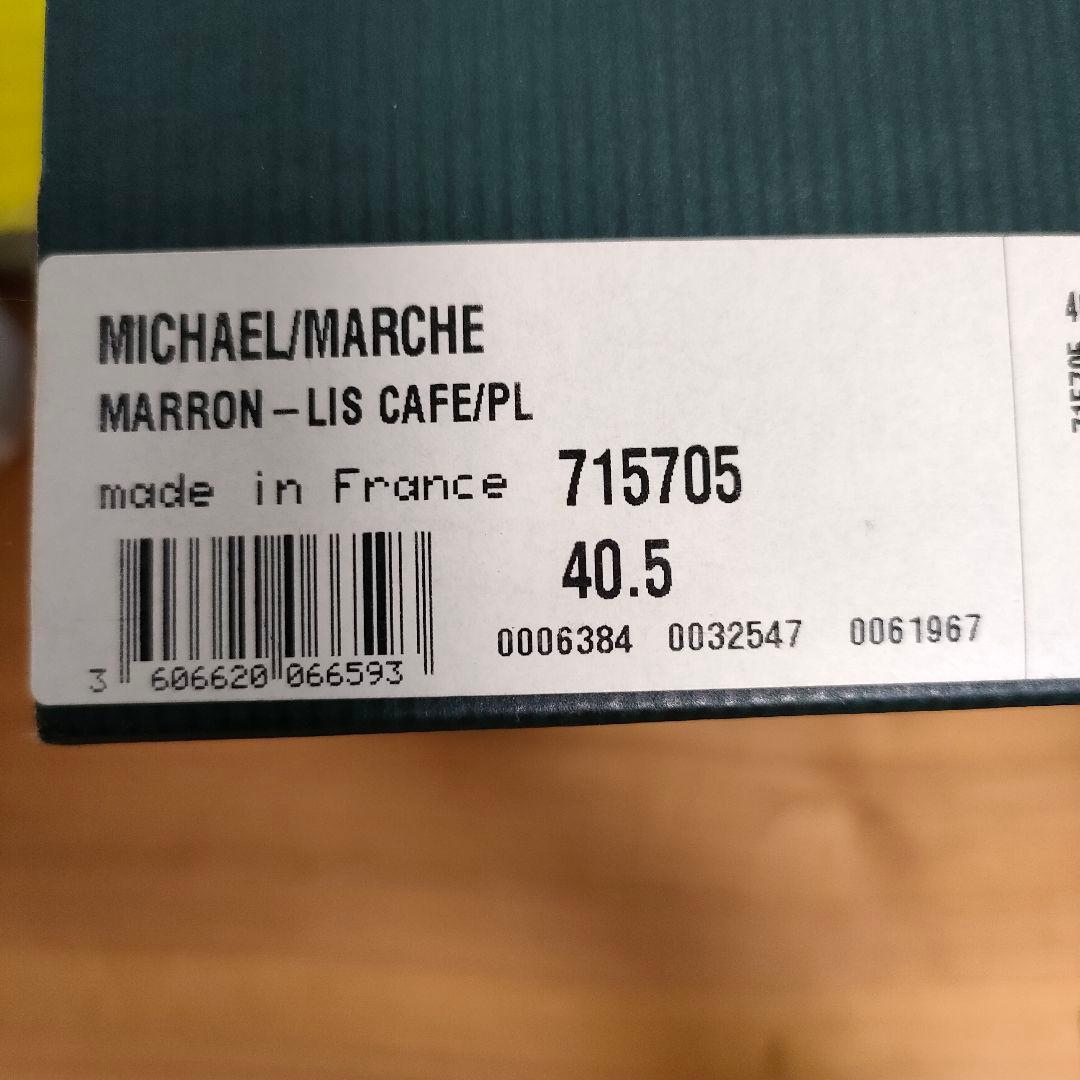 MICHAEL/MARCHE
MARRON-LIS CAFE/PL
made in France 715705
40.5
0006384 0032547 0061967
3 606620 066593